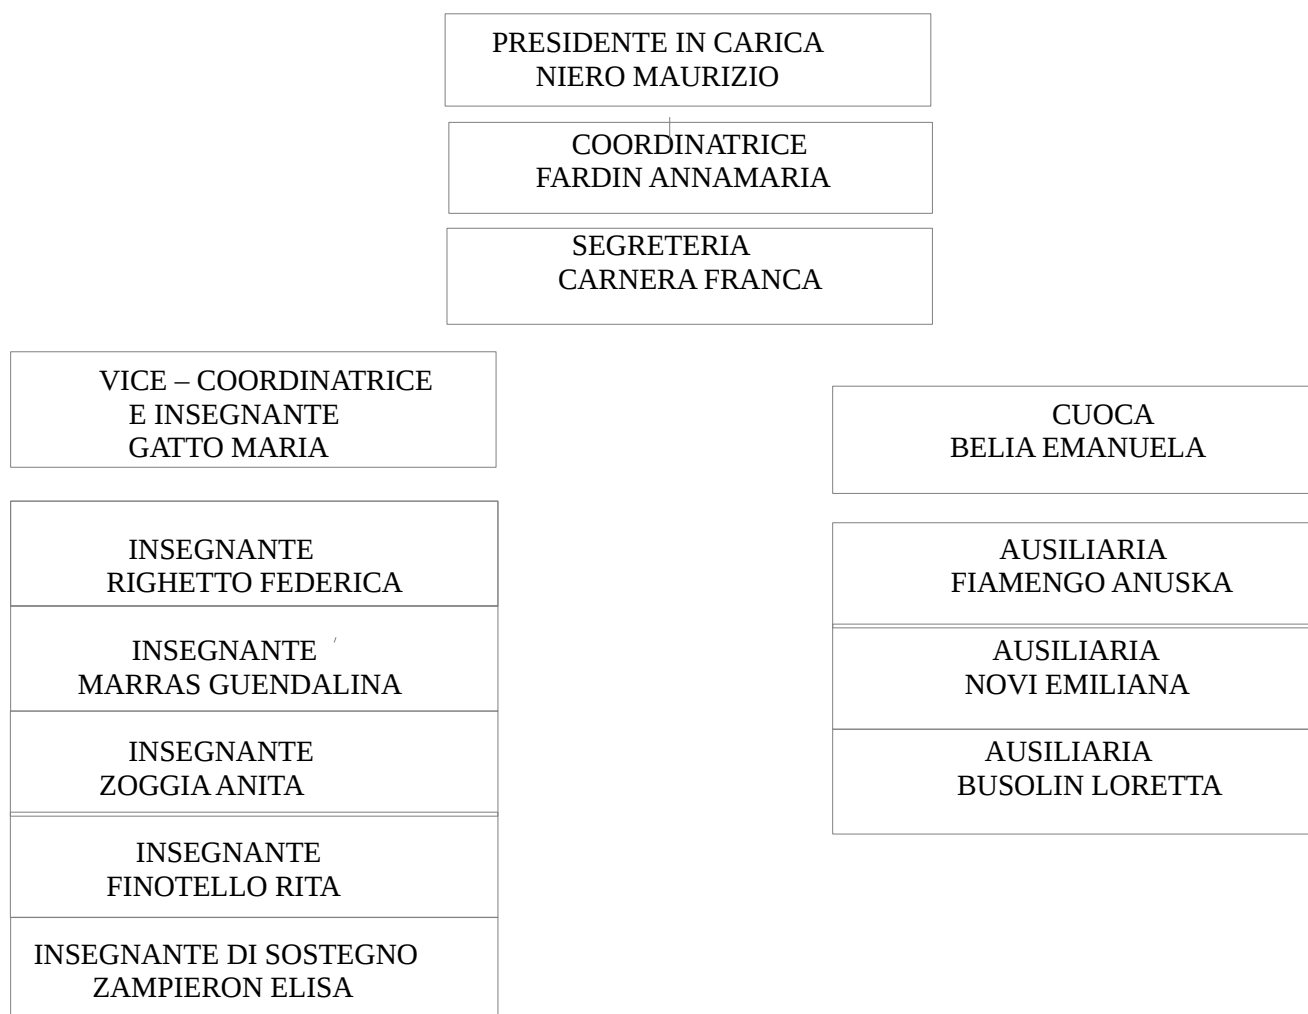 PRESIDENTE IN CARICA
NIERO MAURIZIO
COORDINATRICE
FARDIN ANNAMARIA
SEGRETERIA
CARNERA FRANCA
VICE – COORDINATRICE
E INSEGNANTE
GATTO MARIA
INSEGNANTE
RIGHETTO FEDERICA
INSEGNANTE
MARRAS GUENDALINA
INSEGNANTE
ZOGGIA ANITA
INSEGNANTE
FINOTELLO RITA
INSEGNANTE DI SOSTEGNO
ZAMPIERON ELISA
CUOCA
BELIA EMANUELA
AUSILIARIA
FIAMENGO ANUSKA
AUSILIARIA
NOVI EMILIANA
AUSILIARIA
BUSOLIN LORETTA